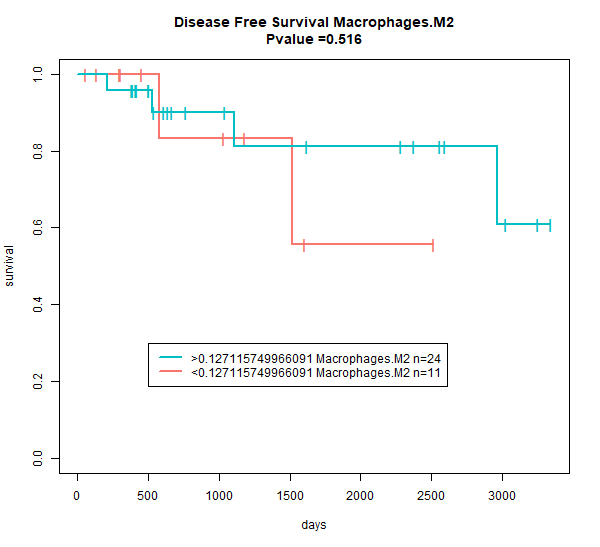 Disease Free Survival Macrophages.M2
Pvalue =0.516
1.0
0.8
0.6
0.4
0.2
0.0
survival
>0.127115749966091 Macrophages.M2 n=24
<0.127115749966091 Macrophages.M2 n=11
0 500 1000 1500 2000 2500 3000
days